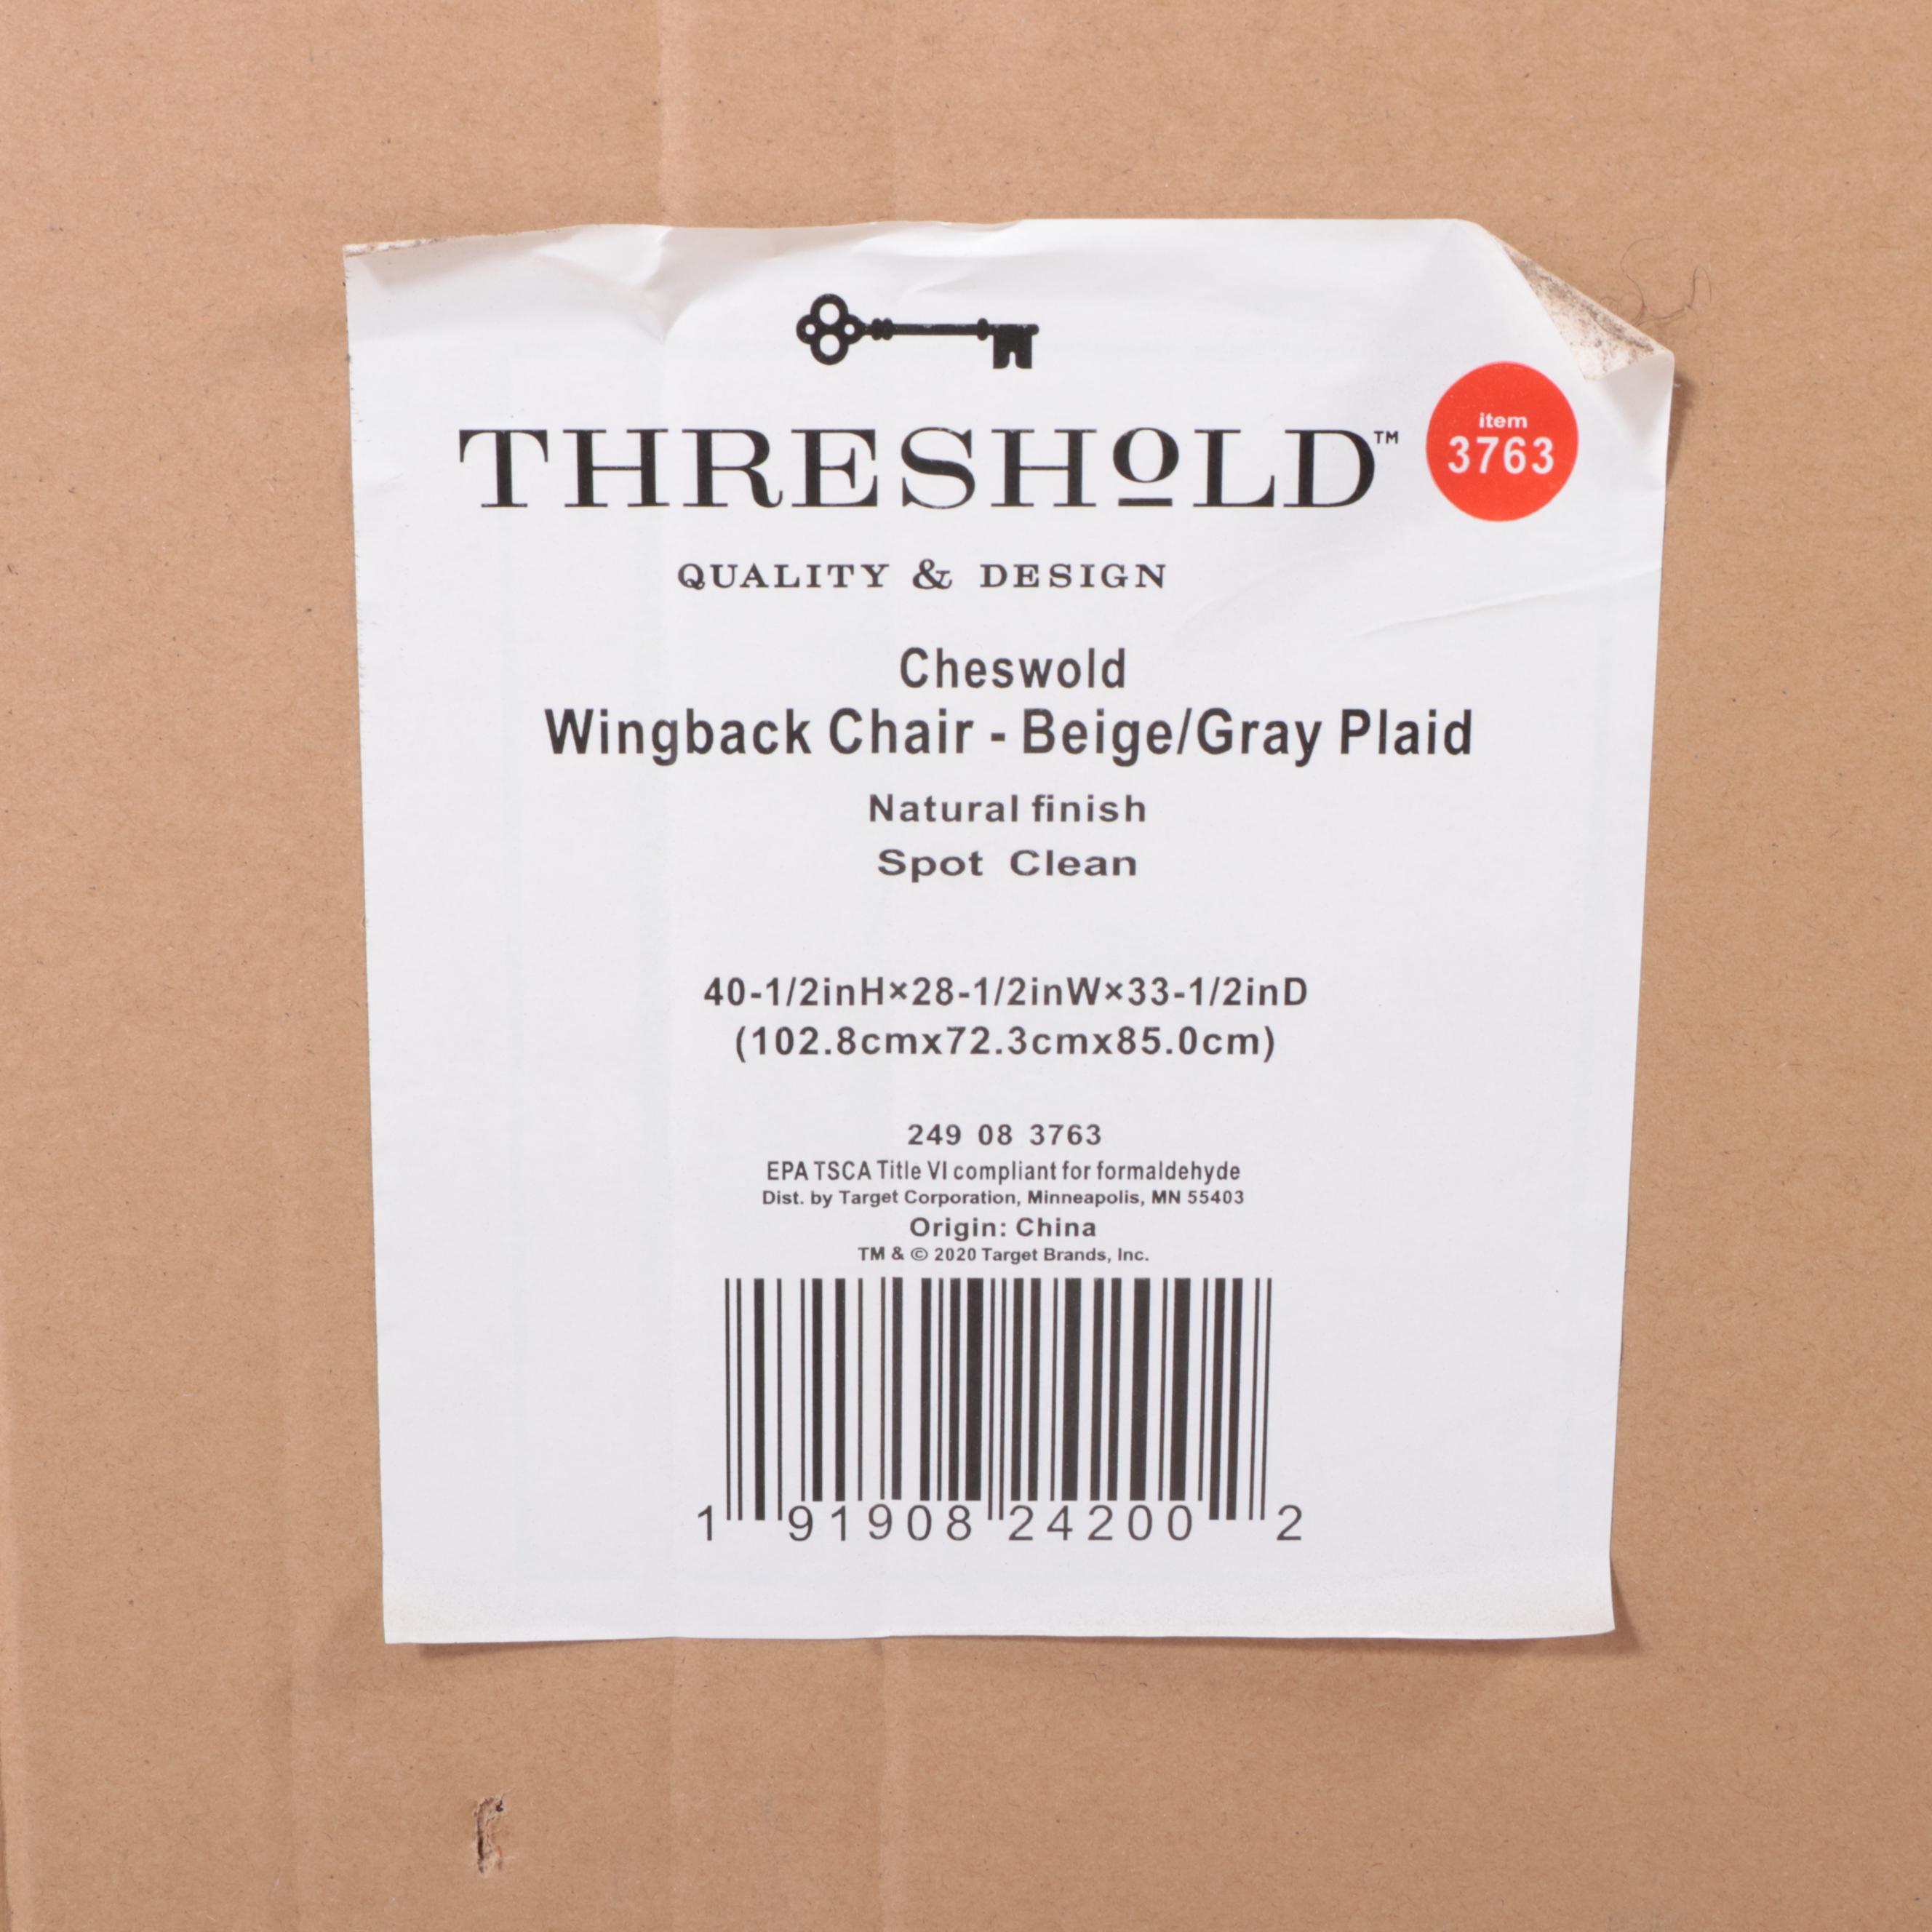 THRESHOLD™
item
3763
QUALITY & DESIGN
Cheswold
Wingback Chair - Beige/Gray Plaid
Natural finish
Spot Clean
40-1/2inH×28-1/2inW×33-1/2inD
(102.8cmx72.3cmx85.0cm)
249 08 3763
EPA TSCA Title VI compliant for formaldehyde
Dist. by Target Corporation, Minneapolis, MN 55403
Origin: China
TM & © 2020 Target Brands, Inc.
1 91908 24200 2